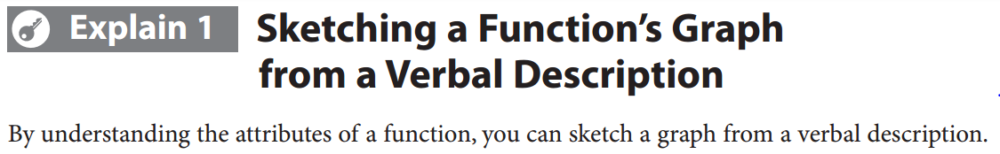 Explain 1 Sketching a Function's Graph
from a Verbal Description
By understanding the attributes of a function, you can sketch a graph from a verbal description.